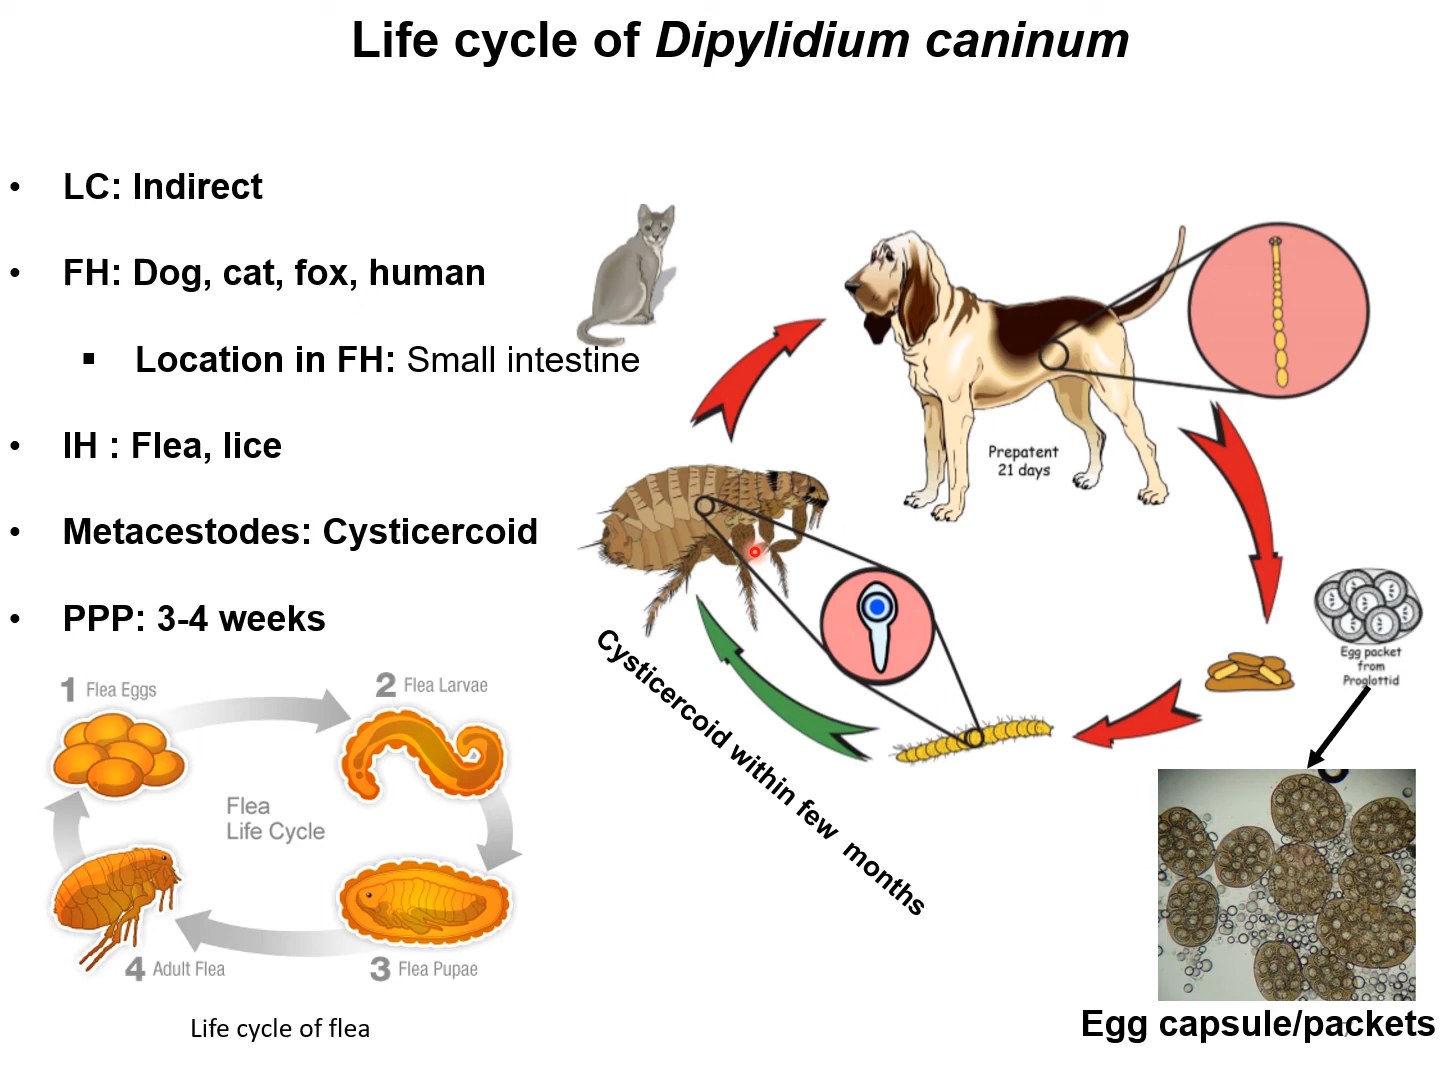 Life cycle of Dipylidium caninum
• LC: Indirect
• FH: Dog, cat, fox, human
▪ Location in FH: Small intestine
• IH : Flea, lice
• Metacestodes: Cysticercoid
• PPP: 3-4 weeks
Prepatent
21 days
Egg packet
from
Proglottid
Cysticercoid within few months
1 Flea Eggs
2 Flea Larvae
Flea
Life Cycle
4 Adult Flea
3 Flea Pupae
Life cycle of flea
Egg capsule/packets